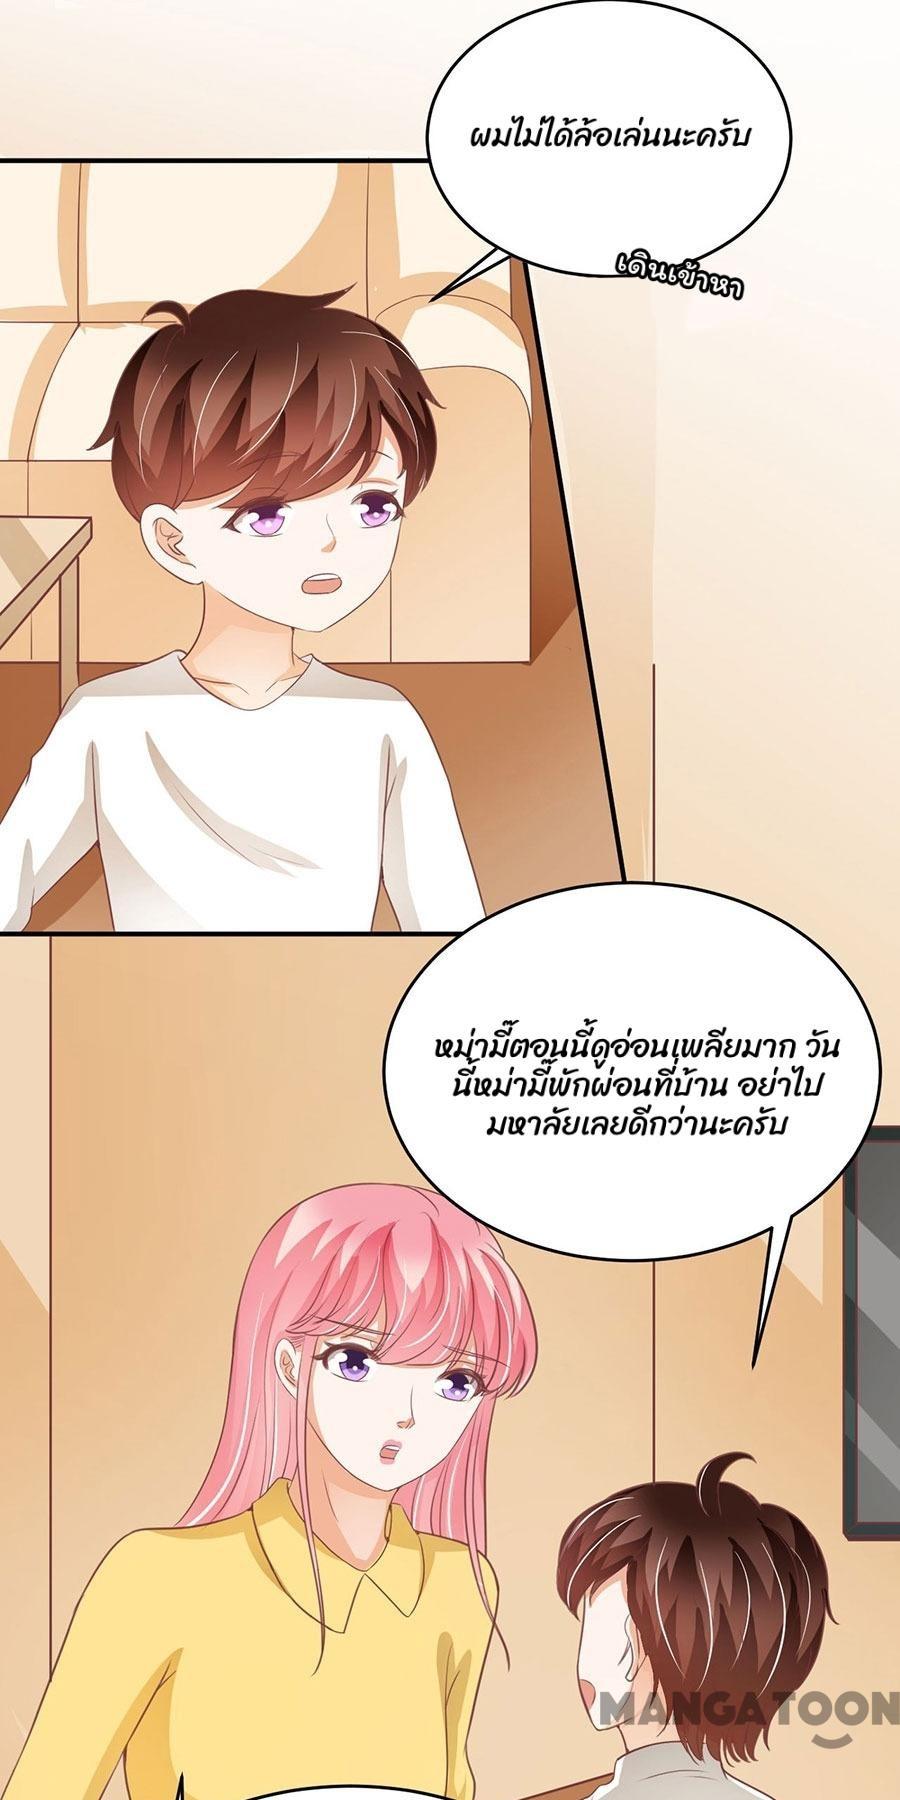 ผมไม่ได้ล้อเล่นนะครับ
เดินเข้าหา
หม่ามี๊ตอนนี้ดูอ่อนเพลียมาก วัน
นี้หม่ามี๊พักผ่อนที่บ้าน อย่าไป
มหาลัยเลยดีกว่านะครับ
MANGATOON